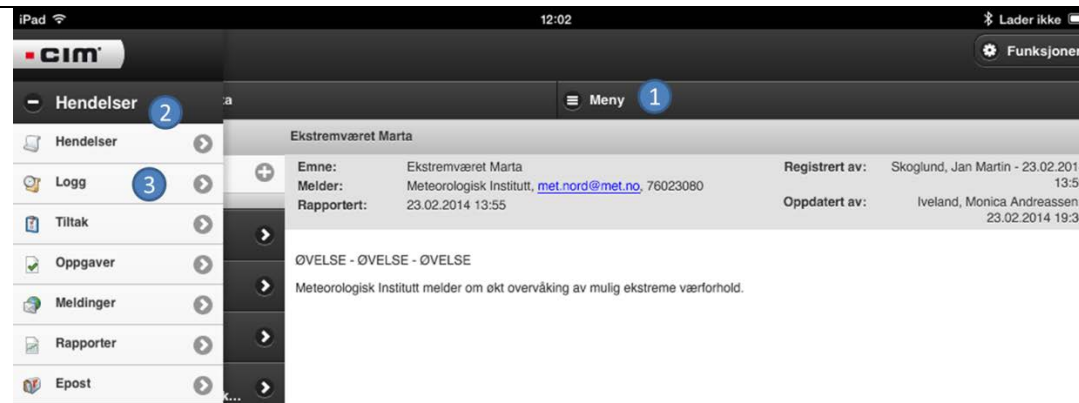 iPad 12:02 Lader ikke
CIM
Funksjoner
Hendelser 2
ta
Meny 1
Hendelser
Logg 3
Tiltak
Oppgaver
Meldinger
Rapporter
Epost
k...
Ekstremværet Marta
Emne: Ekstremværet Marta
Melder: Meteorologisk Institutt, met.nord@met.no, 76023080
Rapportert: 23.02.2014 13:55
Registrert av: Skoglund, Jan Martin - 23.02.201
13:5
Oppdatert av: Iveland, Monica Andreassen
23.02.2014 19:3
ØVELSE - ØVELSE - ØVELSE
Meteorologisk Institutt melder om økt overvåking av mulig ekstreme værforhold.